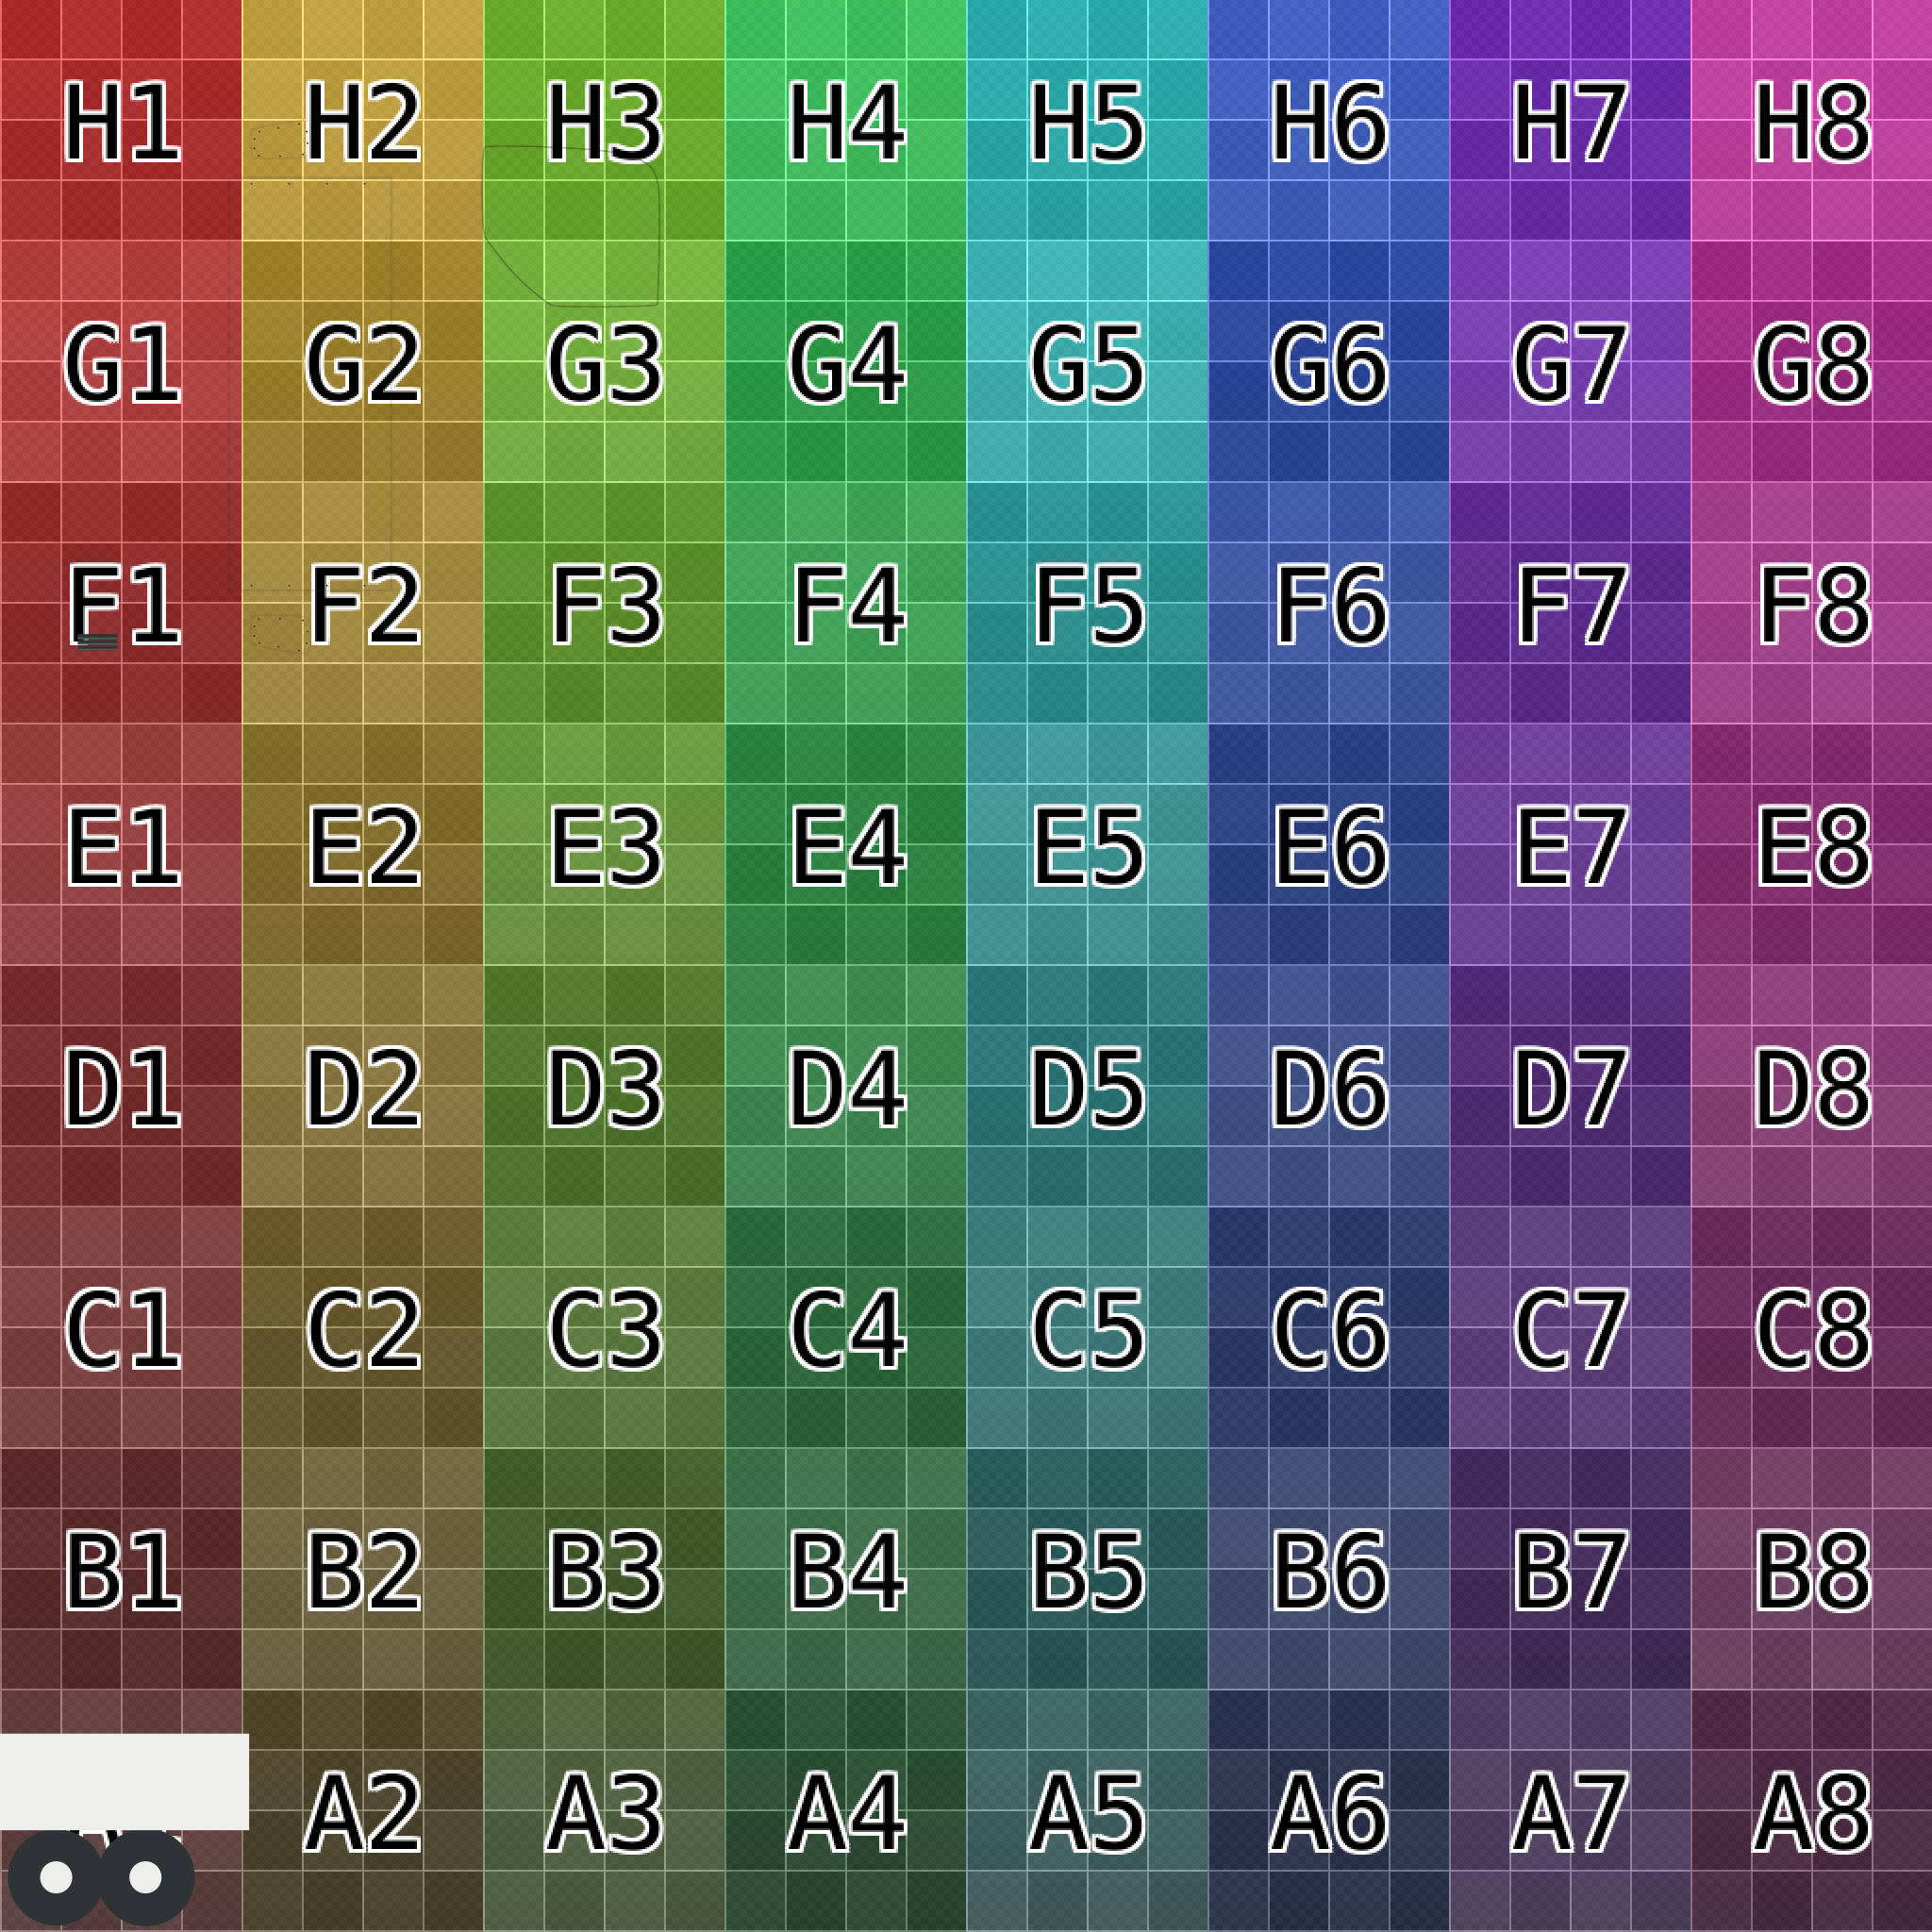 H1 H2 H3 H4 H5 H6 H7 H8
G1 G2 G3 G4 G5 G6 G7 G8
F1 F2 F3 F4 F5 F6 F7 F8
E1 E2 E3 E4 E5 E6 E7 E8
D1 D2 D3 D4 D5 D6 D7 D8
C1 C2 C3 C4 C5 C6 C7 C8
B1 B2 B3 B4 B5 B6 B7 B8
A2 A3 A4 A5 A6 A7 A8